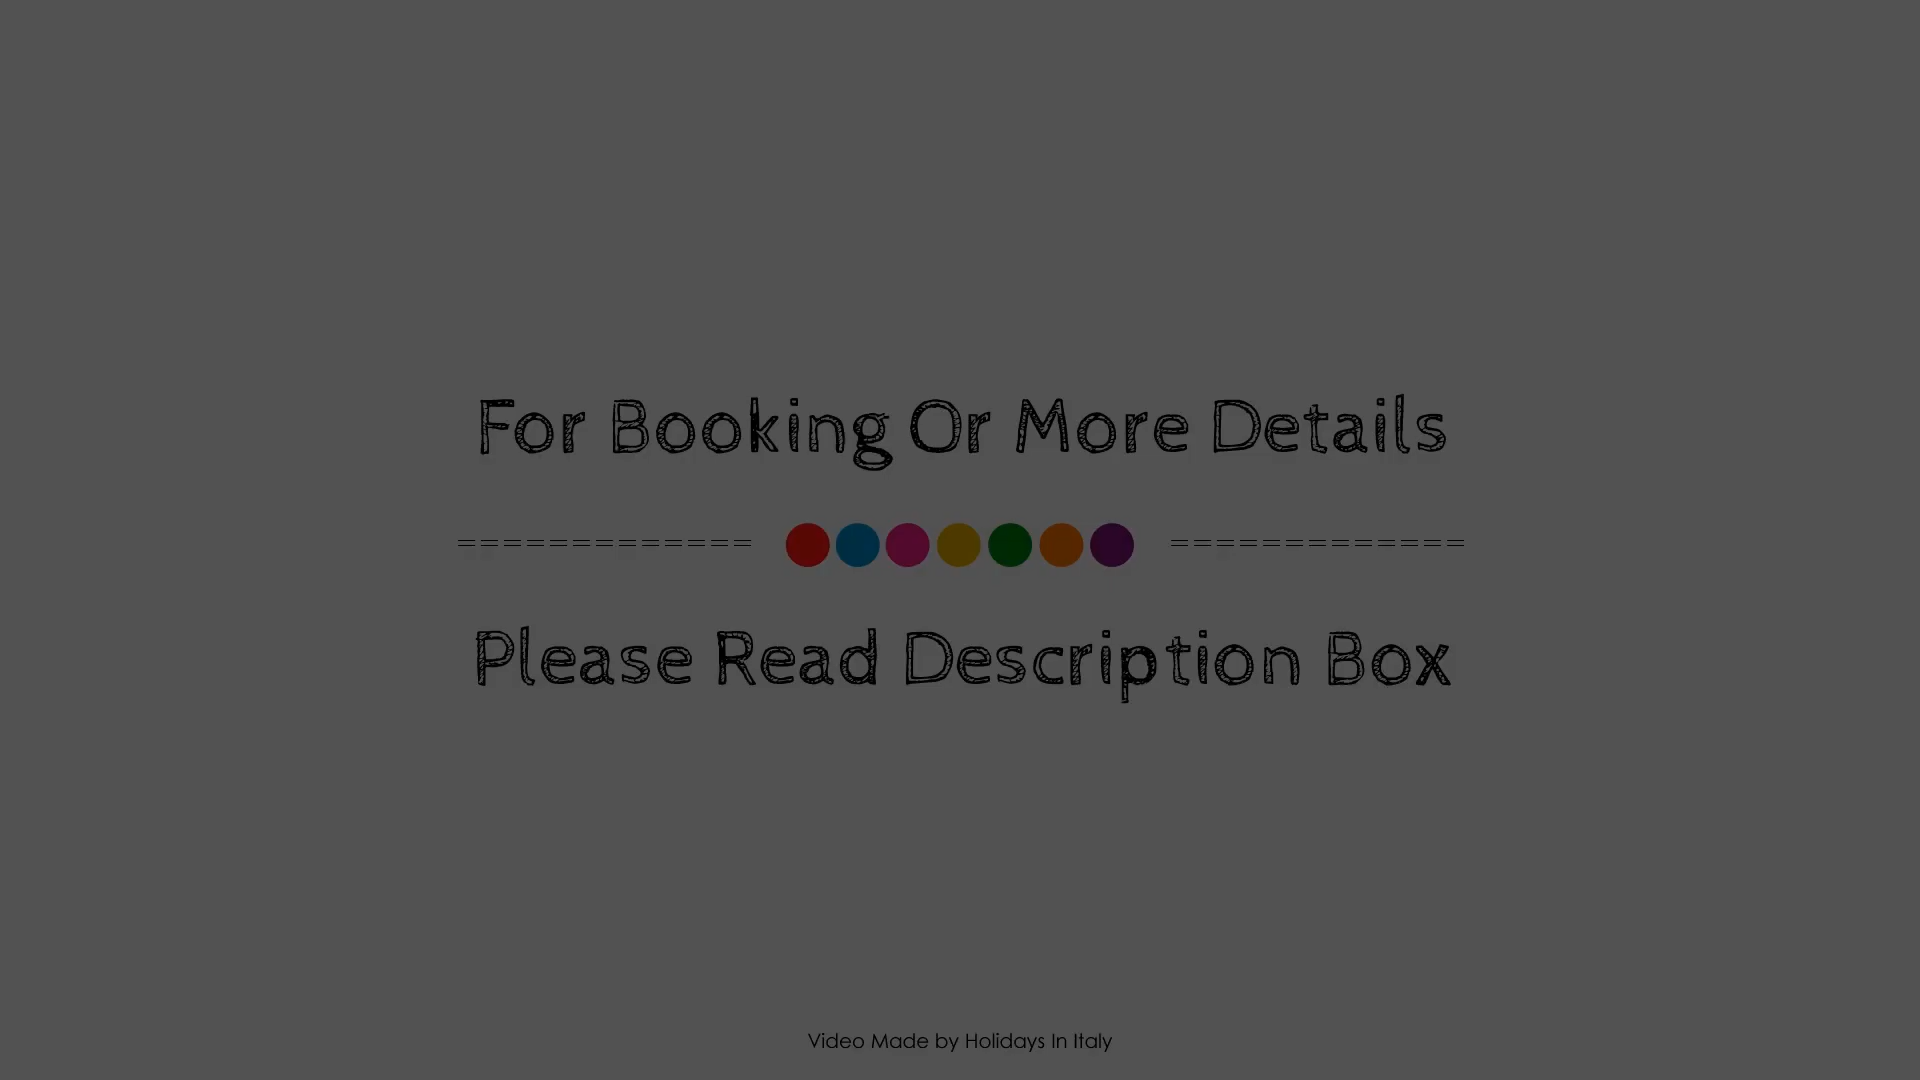 For Booking Or More Details
============= =============
Please Read Description Box
Video Made by Holidays In Italy